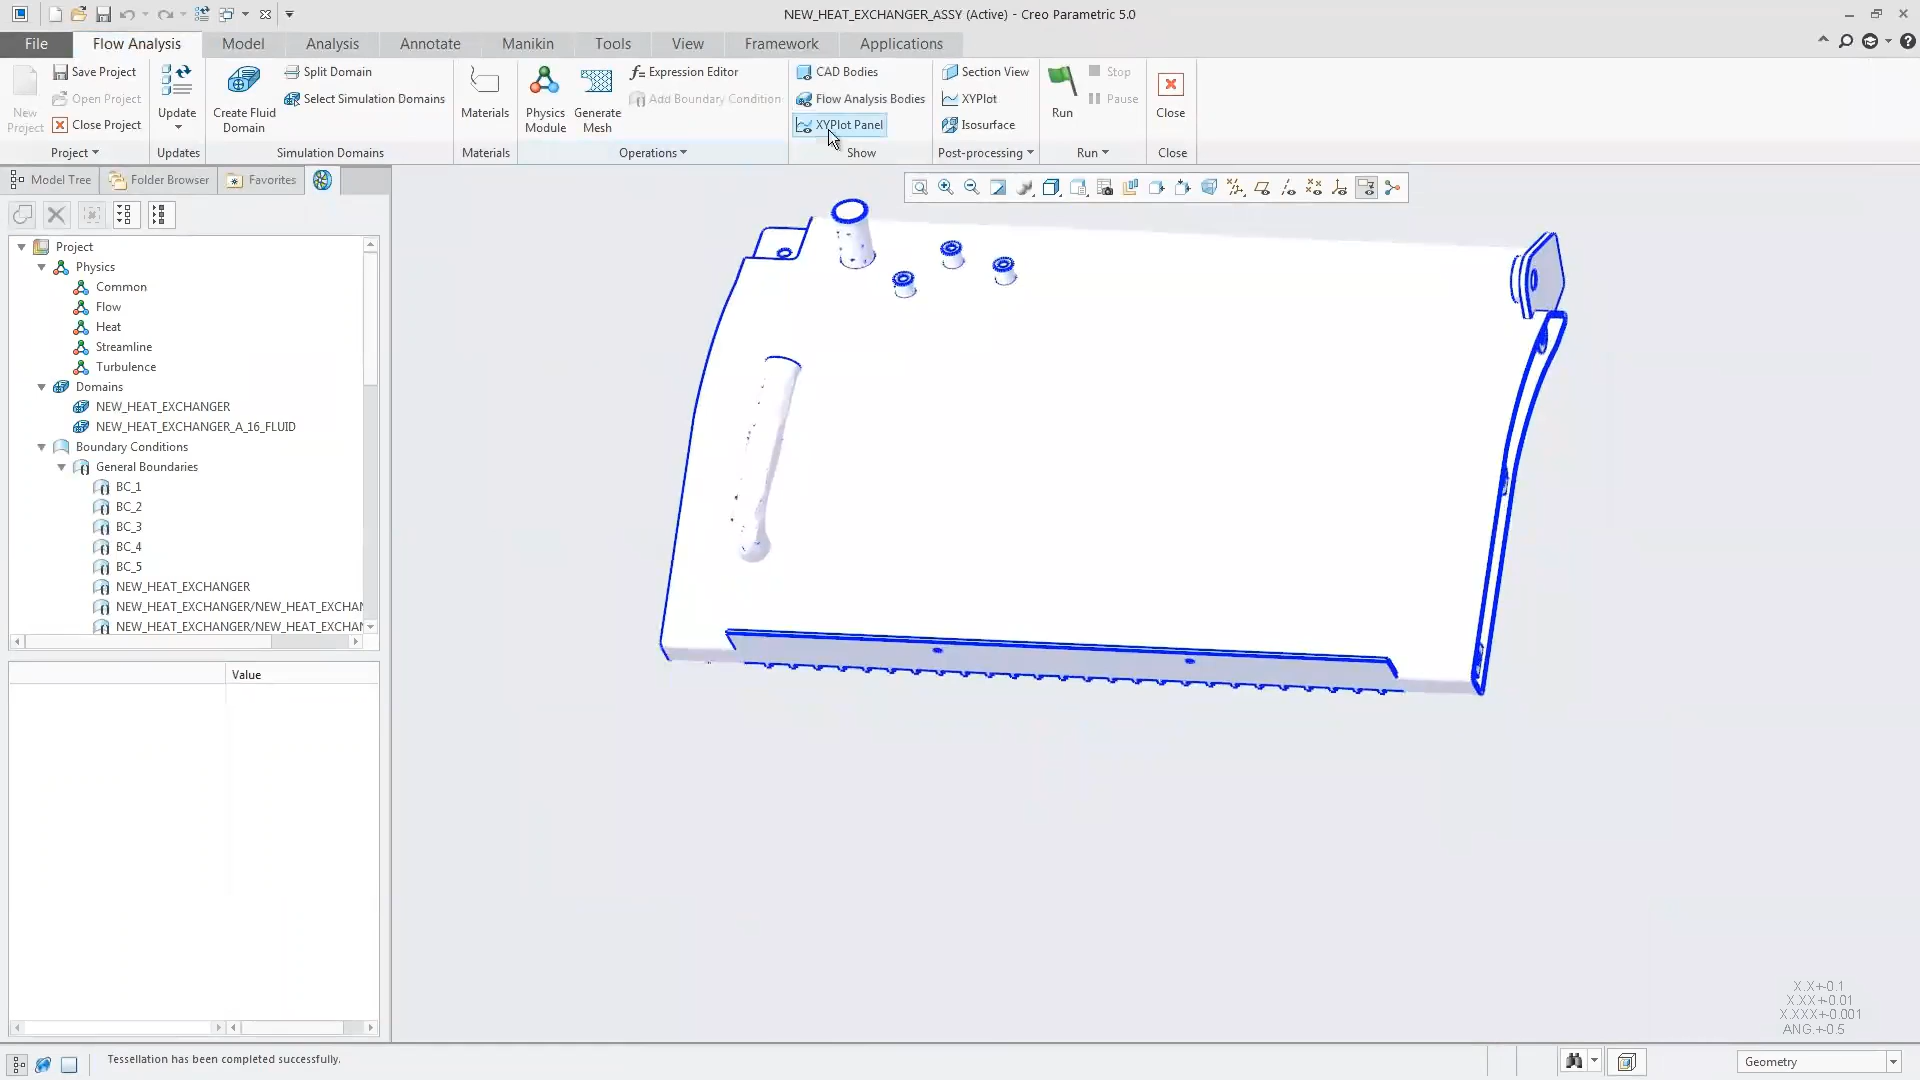 NEW_HEAT_EXCHANGER_ASSY (Active) - Creo Parametric 5.0
File
Flow Analysis
Model
Analysis
Annotate
Manikin
Tools
View
Framework
Applications
New Project
Save Project
Open Project
Close Project
Project
Update
Updates
Create Fluid Domain
Split Domain
Select Simulation Domains
Simulation Domains
Materials
Materials
Physics Module
Generate Mesh
Expression Editor
Add Boundary Condition
Operations
CAD Bodies
Flow Analysis Bodies
XYPlot Panel
Show
Section View
XYPlot
Isosurface
Post-processing
Run
Stop
Pause
Run
Close
Close
Model Tree
Folder Browser
Favorites
Project
Physics
Common
Flow
Heat
Streamline
Turbulence
Domains
NEW_HEAT_EXCHANGER
NEW_HEAT_EXCHANGER_A_16_FLUID
Boundary Conditions
General Boundaries
BC_1
BC_2
BC_3
BC_4
BC_5
NEW_HEAT_EXCHANGER
NEW_HEAT_EXCHANGER/NEW_HEAT_EXCHAN
NEW_HEAT_EXCHANGER/NEW_HEAT_EXCHAN
Value
X.X+-0.1
X.XX+-0.01
X.XXX+-0.001
ANG.+-0.5
Tessellation has been completed successfully.
Geometry